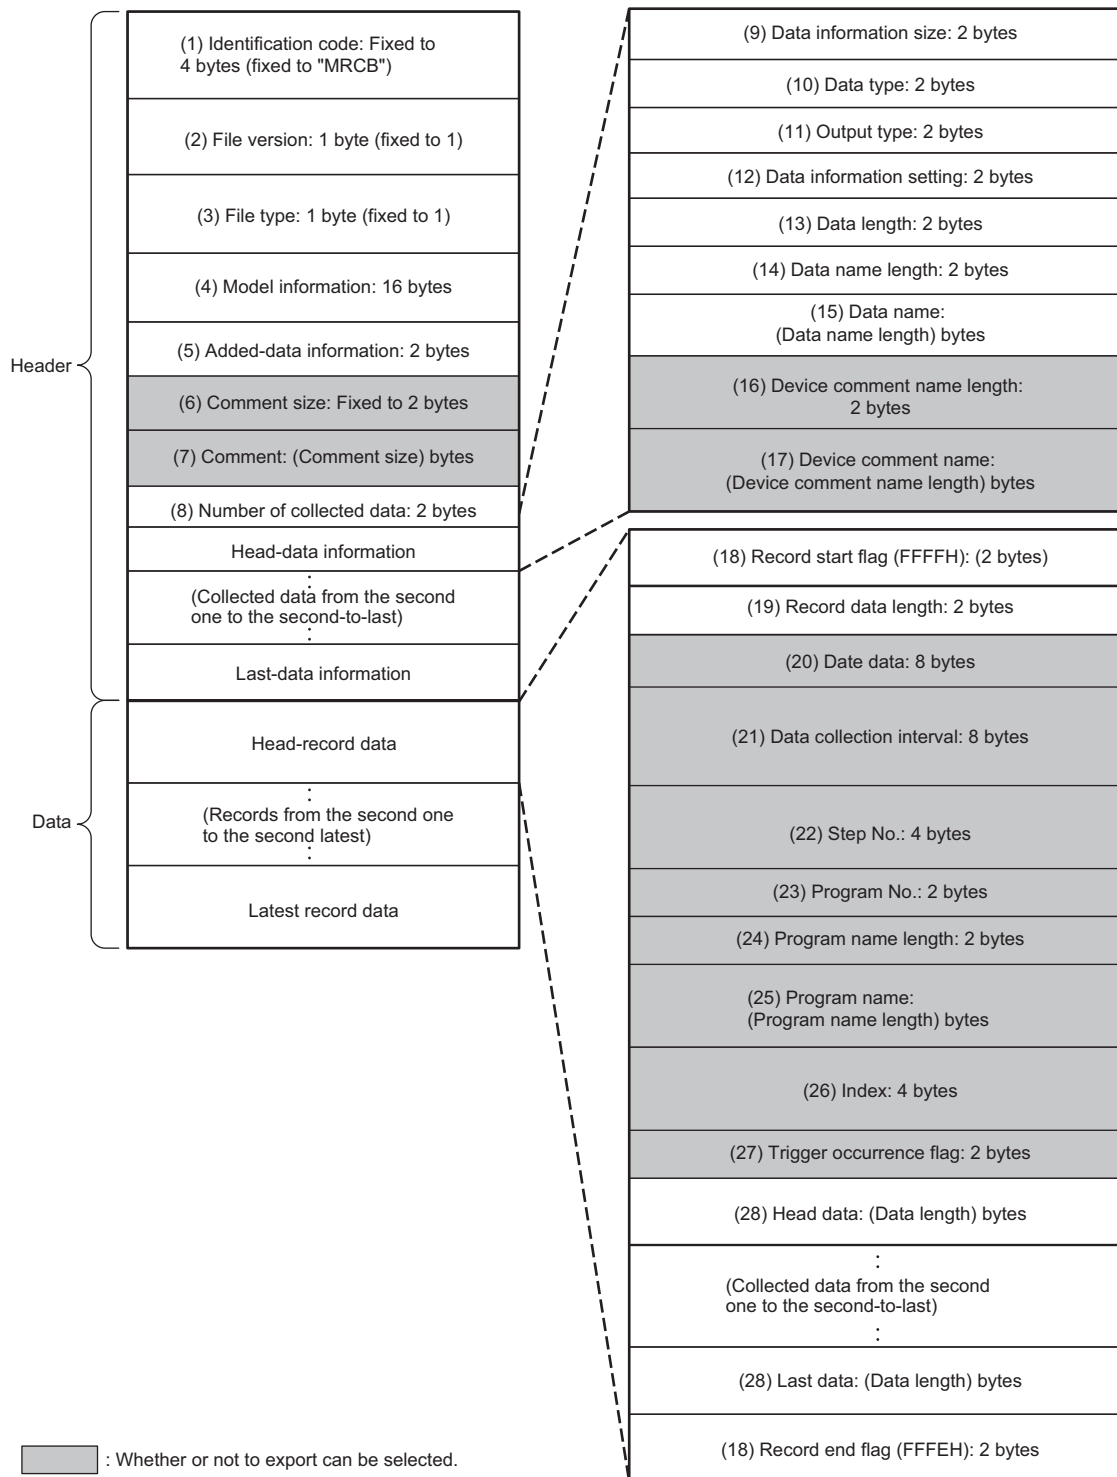 Header
(1) Identification code: Fixed to
4 bytes (fixed to "MRCB")
(2) File version: 1 byte (fixed to 1)
(3) File type: 1 byte (fixed to 1)
(4) Model information: 16 bytes
(5) Added-data information: 2 bytes
(6) Comment size: Fixed to 2 bytes
(7) Comment: (Comment size) bytes
(8) Number of collected data: 2 bytes
Head-data information
(Collected data from the second
one to the second-to-last)
Last-data information
Data
Head-record data
(Records from the second one
to the second latest)
Latest record data
(9) Data information size: 2 bytes
(10) Data type: 2 bytes
(11) Output type: 2 bytes
(12) Data information setting: 2 bytes
(13) Data length: 2 bytes
(14) Data name length: 2 bytes
(15) Data name:
(Data name length) bytes
(16) Device comment name length:
2 bytes
(17) Device comment name:
(Device comment name length) bytes
(18) Record start flag (FFFFH): (2 bytes)
(19) Record data length: 2 bytes
(20) Date data: 8 bytes
(21) Data collection interval: 8 bytes
(22) Step No.: 4 bytes
(23) Program No.: 2 bytes
(24) Program name length: 2 bytes
(25) Program name:
(Program name length) bytes
(26) Index: 4 bytes
(27) Trigger occurrence flag: 2 bytes
(28) Head data: (Data length) bytes
(Collected data from the second
one to the second-to-last)
(28) Last data: (Data length) bytes
(18) Record end flag (FFFEH): 2 bytes
: Whether or not to export can be selected.